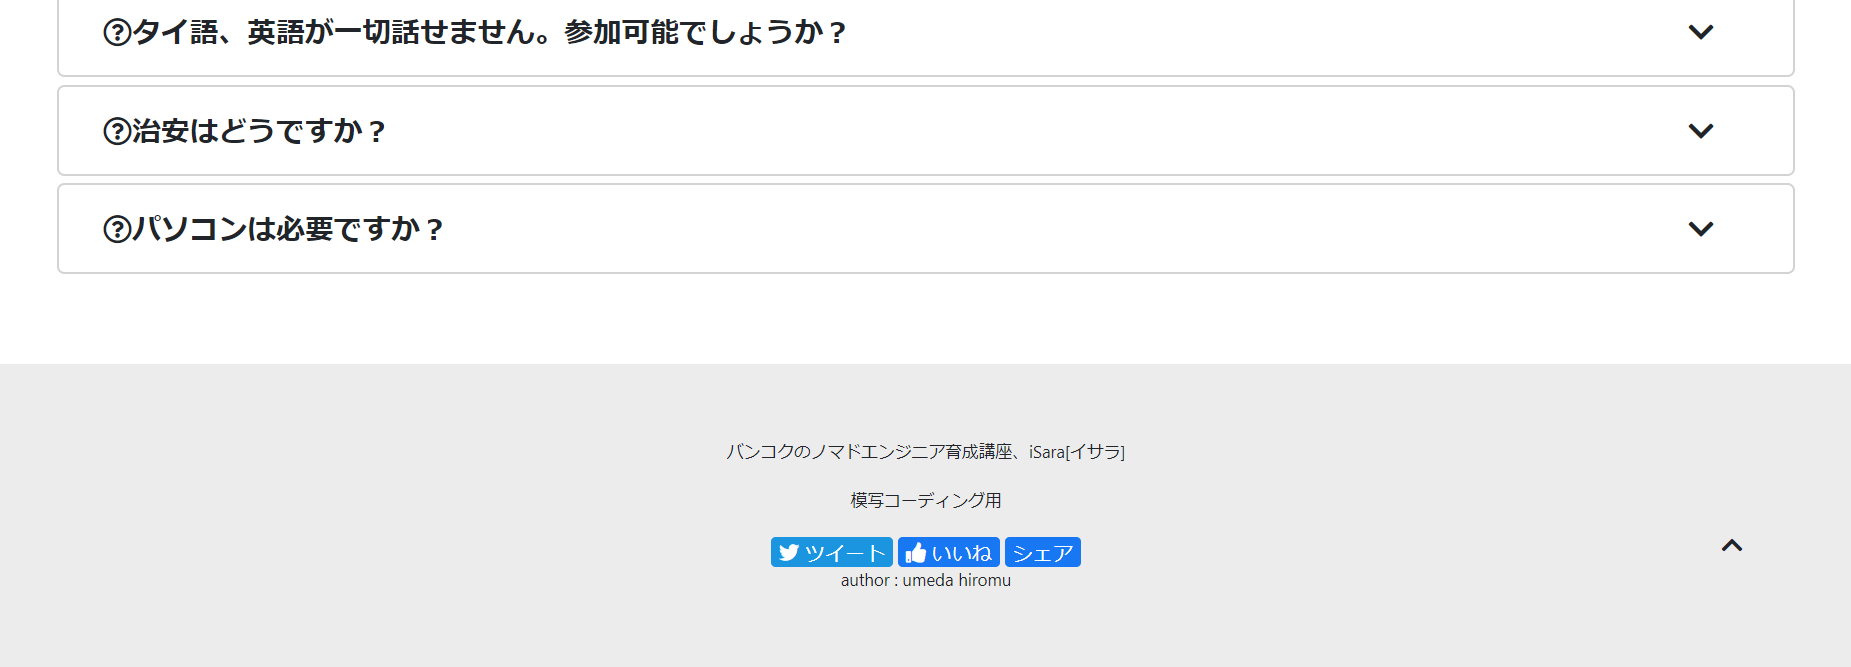 タイ語、英語が一切話せません。参加可能でしょうか？
治安はどうですか？
パソコンは必要ですか？
バンコクのノマドエンジニア育成講座、iSara[イサラ]
模写コーディング用
ツイート いいね シェア
author : umeda hiromu